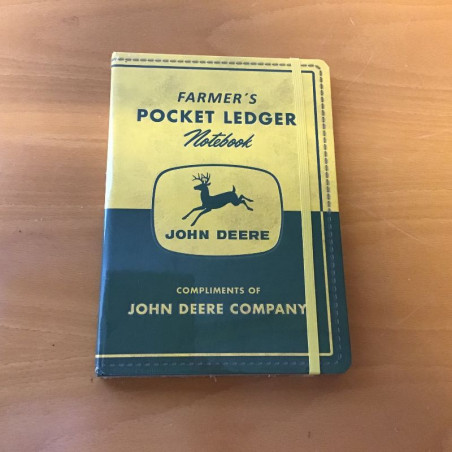 FARMER'S
POCKET LEDGER
Notebook
JOHN DEERE
COMPLIMENTS OF
JOHN DEERE COMPANY